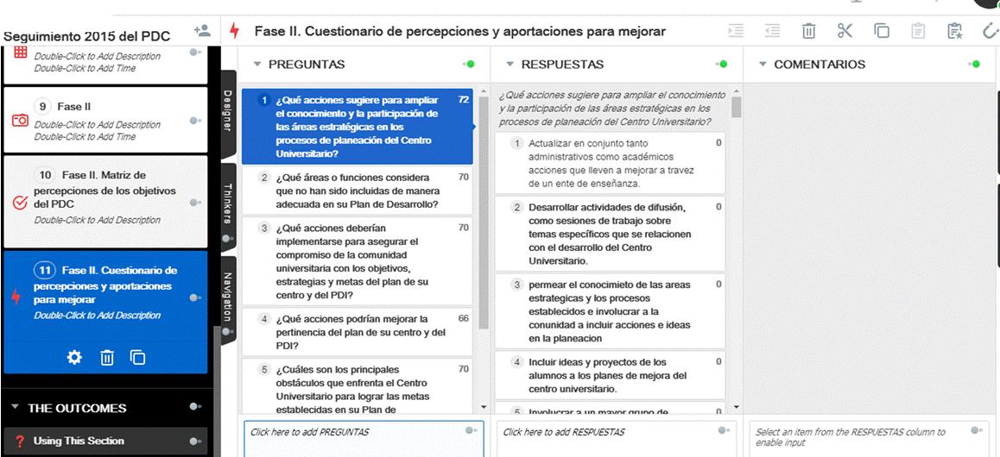 Seguimiento 2015 del PDC
Double-Click to Add Description
Double-Click to Add Time
9 Fase II
Double-Click to Add Description
Double-Click to Add Time
10 Fase II. Matriz de
percepciones de los objetivos
del PDC
Double-Click to Add Description
11 Fase II. Cuestionario de
percepciones y aportaciones
para mejorar
Double-Click to Add Description
THE OUTCOMES
? Using This Section
Designer
Thinkers
Navigation
Fase II. Cuestionario de percepciones y aportaciones para mejorar
PREGUNTAS
1 ¿Qué acciones sugiere para ampliar 72
el conocimiento y la participación de
las áreas estratégicas en los
procesos de planeación del Centro
Universitario?
2 ¿Qué áreas o funciones considera 70
que no han sido incluidas de manera
adecuada en su Plan de Desarrollo?
3 ¿Qué acciones deberían 70
implementarse para asegurar el
compromiso de la comunidad
universitaria con los objetivos,
estrategias y metas del plan de su
centro y del PDI?
4 ¿Qué acciones podrían mejorar la 66
pertinencia del plan de su centro y del
PDI?
5 ¿Cuáles son los principales 70
obstáculos que enfrenta el Centro
Universitario para lograr las metas
establecidas en su Plan de
Click here to add PREGUNTAS
RESPUESTAS
¿Qué acciones sugiere para ampliar el conocimiento
y la participación de las áreas estratégicas en los
procesos de planeación del Centro Universitario?
1 Actualizar en conjunto tanto 0
administrativos como académicos
acciones que lleven a mejorar a travez
de un ente de enseñanza.
2 Desarrollar actividades de difusión, 0
como sesiones de trabajo sobre
temas específicos que se relacionen
con el desarrollo del Centro
Universitario.
3 permear el conocimieto de las areas 0
estrategicas y los procesos
establecidos e involucrar a la
conunidad a incluir acciones e ideas
en la planeacion
4 Incluir ideas y proyectos de los 0
alumnos a los planes de mejora del
centro universitario.
5 Involucrar a un mayor grupo de 0
Click here to add RESPUESTAS
COMENTARIOS
Select an item from the RESPUESTAS column to
enable input